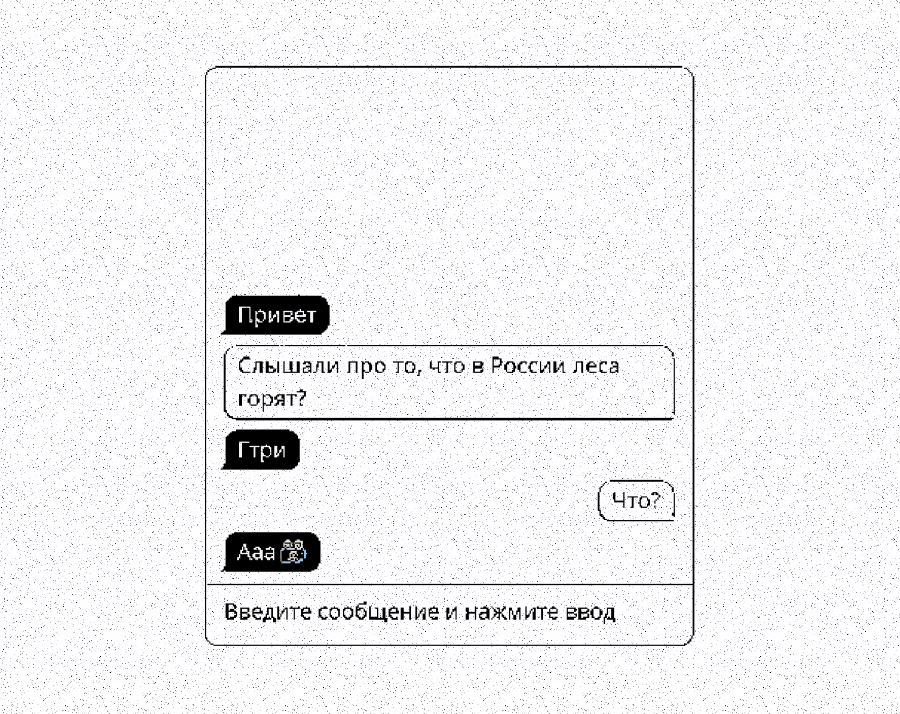 Привет
Слышали про то, что в России леса
горят?
Гтри
Что?
Ааа
Введите сообщение и нажмите ввод